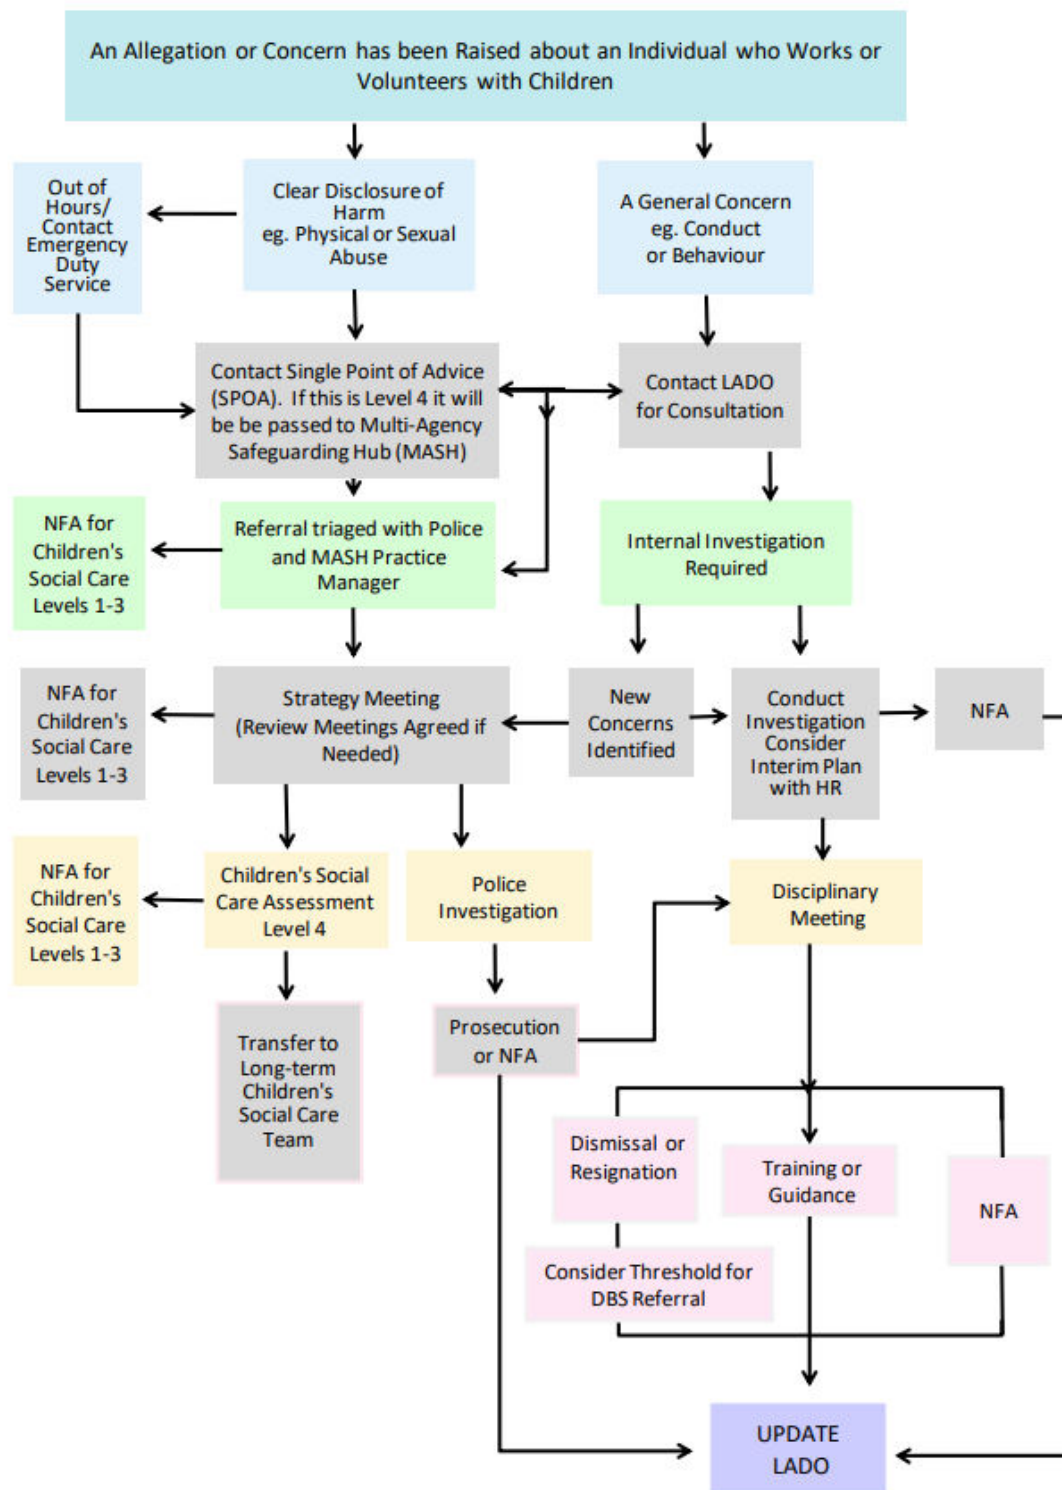 An Allegation or Concern has been Raised about an Individual who Works or
Volunteers with Children
Out of
Hours/
Contact
Emergency
Duty
Service
Clear Disclosure of
Harm
eg. Physical or Sexual
Abuse
A General Concern
eg. Conduct
or Behaviour
Contact Single Point of Advice
(SPOA). If this is Level 4 it will
be be passed to Multi-Agency
Safeguarding Hub (MASH)
Contact LADO
for Consultation
NFA for
Children's
Social Care
Levels 1-3
Referral triaged with Police
and MASH Practice
Manager
Internal Investigation
Required
NFA for
Children's
Social Care
Levels 1-3
Strategy Meeting
(Review Meetings Agreed if
Needed)
New
Concerns
Identified
Conduct
Investigation
Consider
Interim Plan
with HR
NFA
NFA for
Children's
Social Care
Levels 1-3
Children's Social
Care Assessment
Level 4
Police
Investigation
Disciplinary
Meeting
Transfer to
Long-term
Children's
Social Care
Team
Prosecution
or NFA
Dismissal or
Resignation
Training or
Guidance
NFA
Consider Threshold for
DBS Referral
UPDATE
LADO